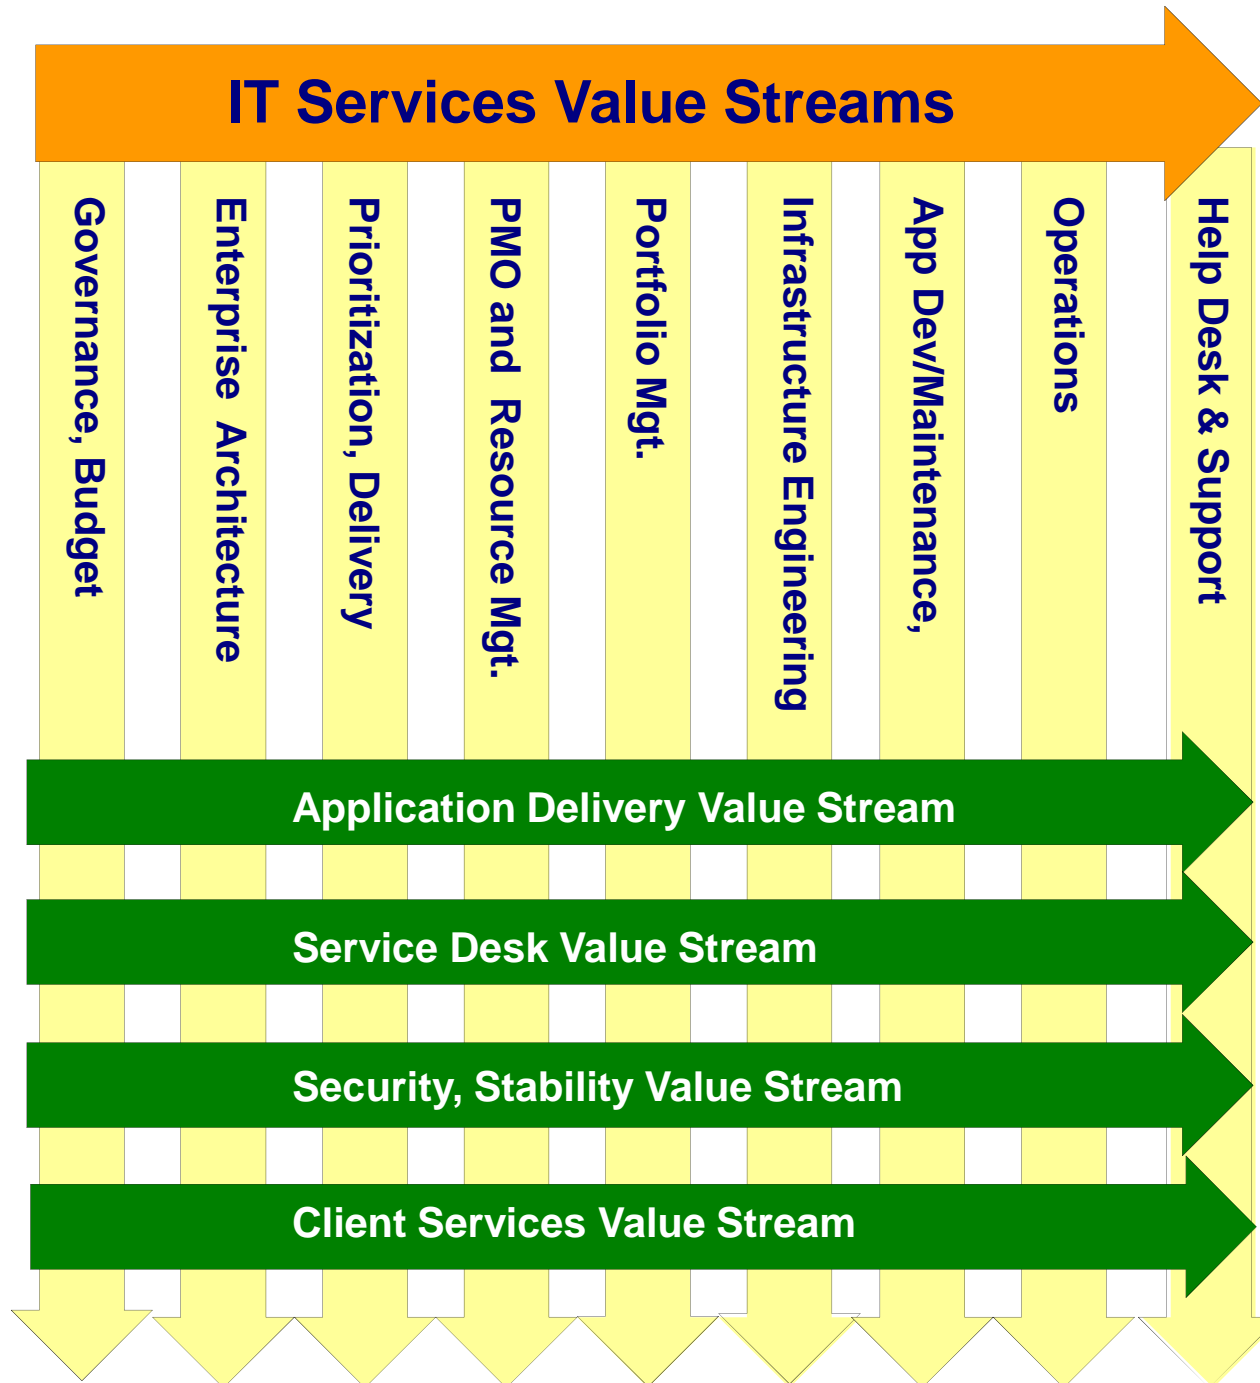 IT Services Value Streams
Governance, Budget
Enterprise Architecture
Prioritization, Delivery
PMO and Resource Mgt.
Portfolio Mgt.
Infrastructure Engineering
App Dev/Maintenance,
Operations
Help Desk & Support
Application Delivery Value Stream
Service Desk Value Stream
Security, Stability Value Stream
Client Services Value Stream